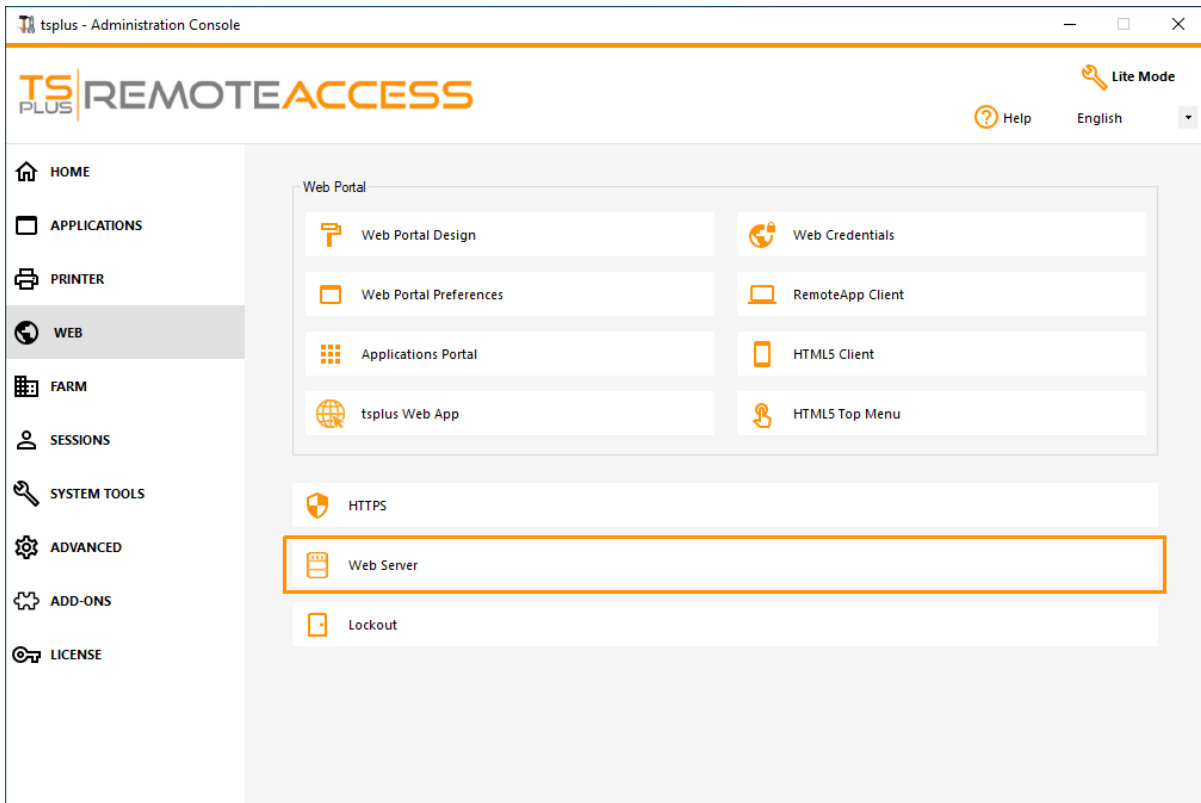 tsplus - Administration Console
TS PLUS REMOTEACCESS
Lite Mode
? Help
English
HOME
APPLICATIONS
PRINTER
WEB
FARM
SESSIONS
SYSTEM TOOLS
ADVANCED
ADD-ONS
LICENSE
Web Portal
Web Portal Design
Web Credentials
Web Portal Preferences
RemoteApp Client
Applications Portal
HTML5 Client
tsplus Web App
HTML5 Top Menu
HTTPS
Web Server
Lockout